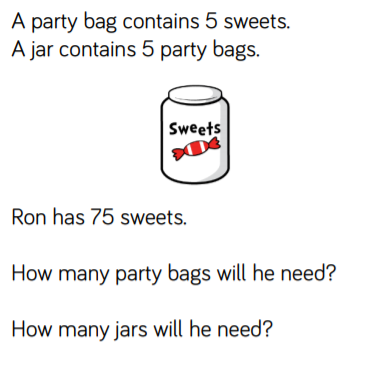 A party bag contains 5 sweets.
A jar contains 5 party bags.
Sweets
Ron has 75 sweets.
How many party bags will he need?
How many jars will he need?